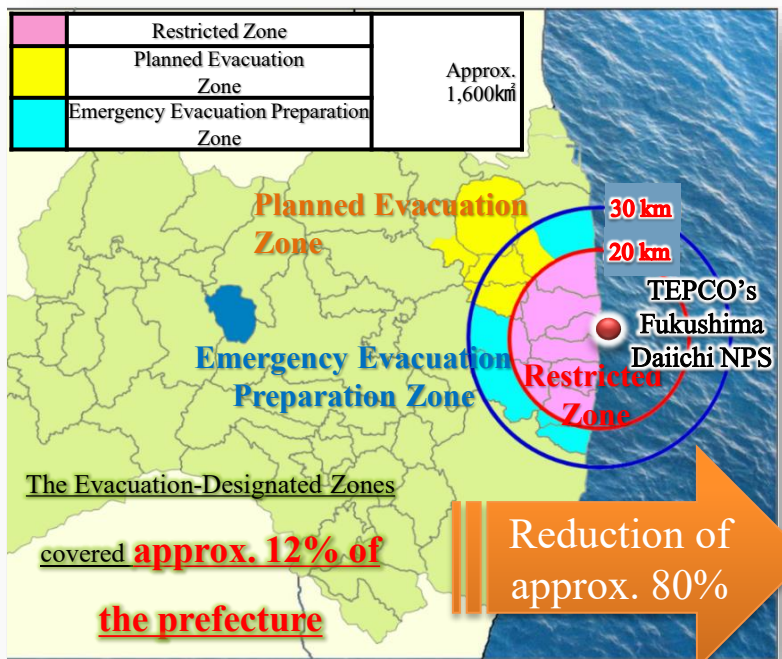 Restricted Zone
Planned Evacuation
Zone
Emergency Evacuation Preparation
Zone
Approx.
1,600㎢
Planned Evacuation
Zone
30 km
20 km
TEPCO’s
Fukushima
Daiichi NPS
Emergency Evacuation
Preparation Zone
Restricted
Zone
The Evacuation-Designated Zones
covered approx. 12% of
the prefecture
Reduction of
approx. 80%